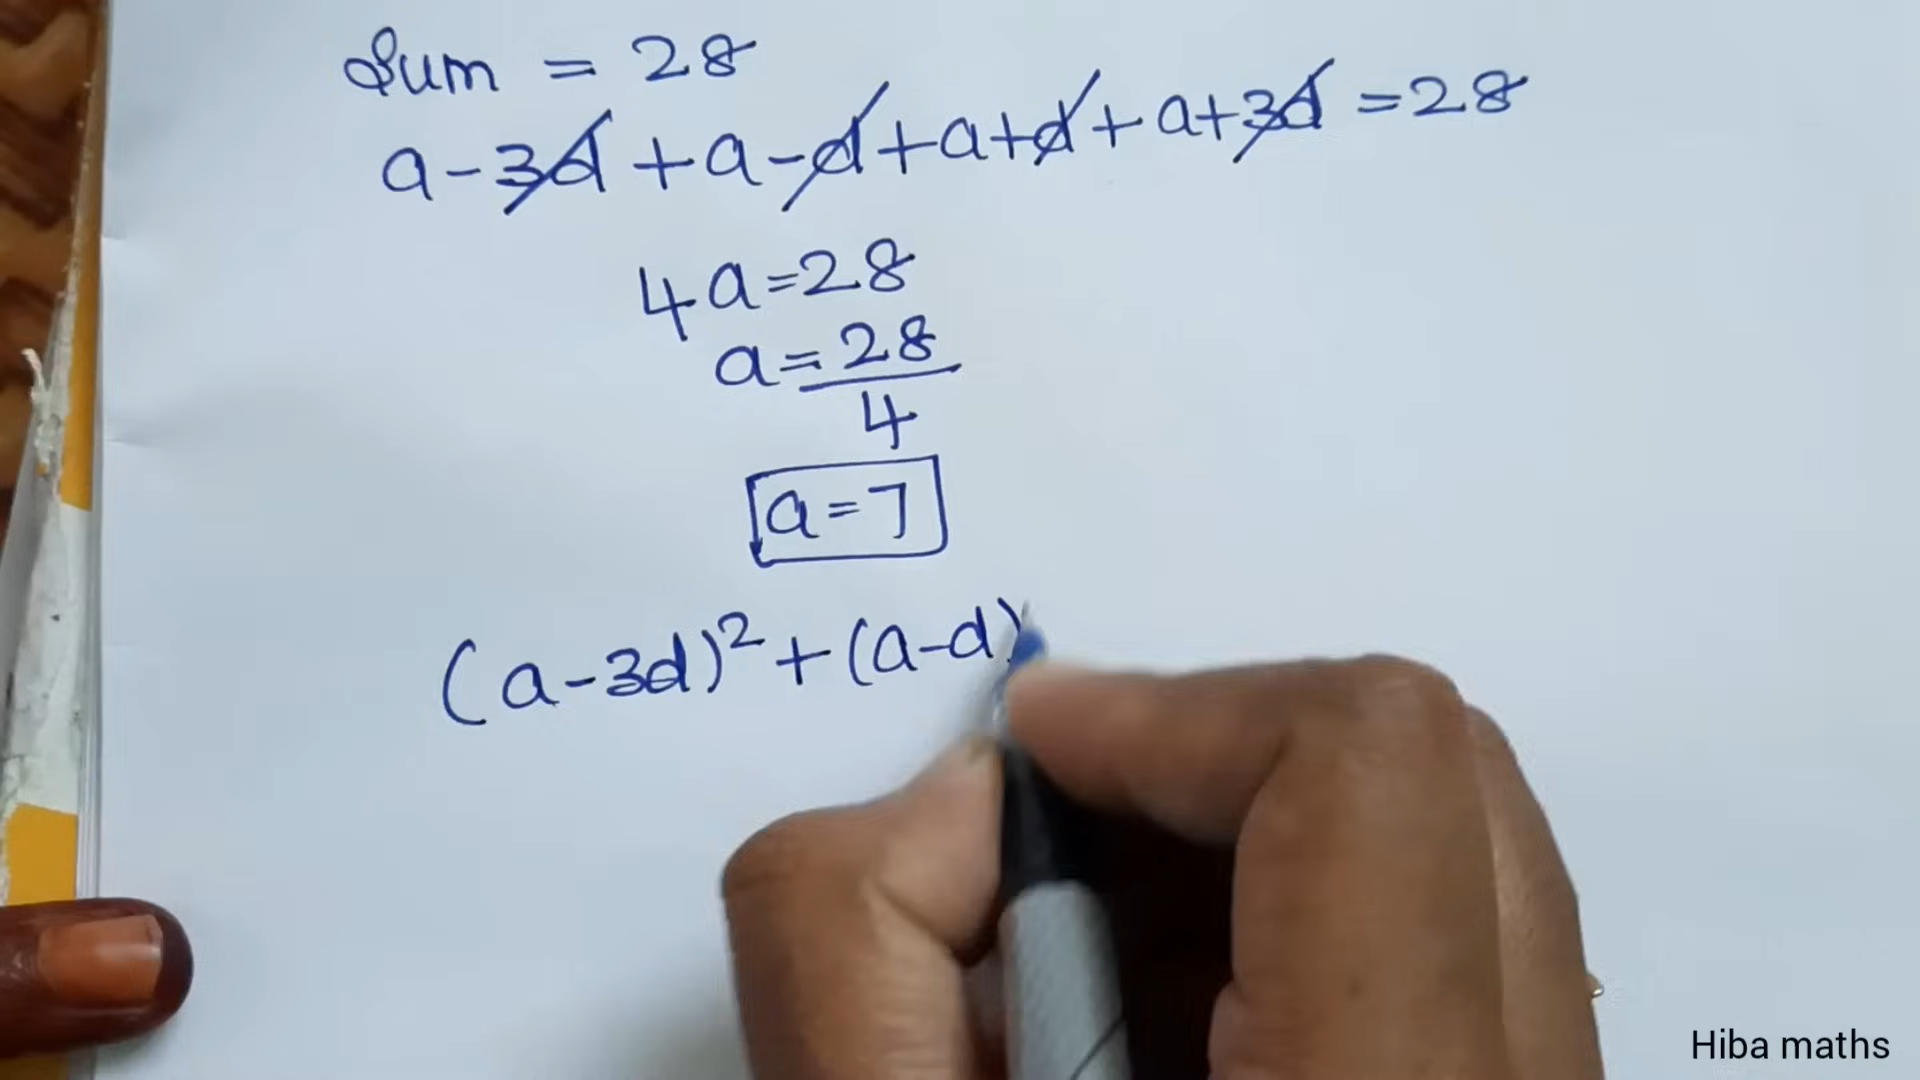 Sum = 28
a-3d+a-d+a+d+a+3d=28
4a=28
a=28
4
a=7
(a-3d)²+(a-d)
Hiba maths